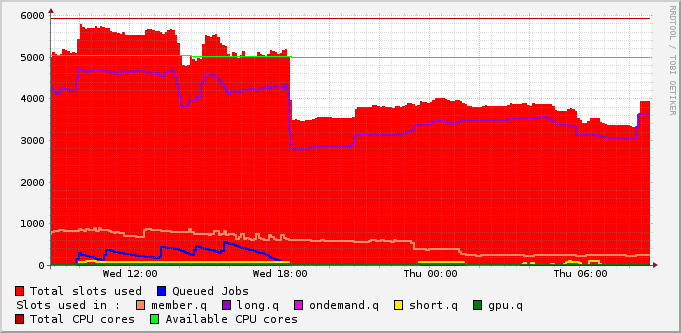 RRDTOOL / TOBI OETIKER
6000
5000
4000
3000
2000
1000
0
Wed 12:00 Wed 18:00 Thu 00:00 Thu 06:00
Total slots used Queued Jobs
Slots used in : member.q long.q ondemand.q short.q gpu.q
Total CPU cores Available CPU cores